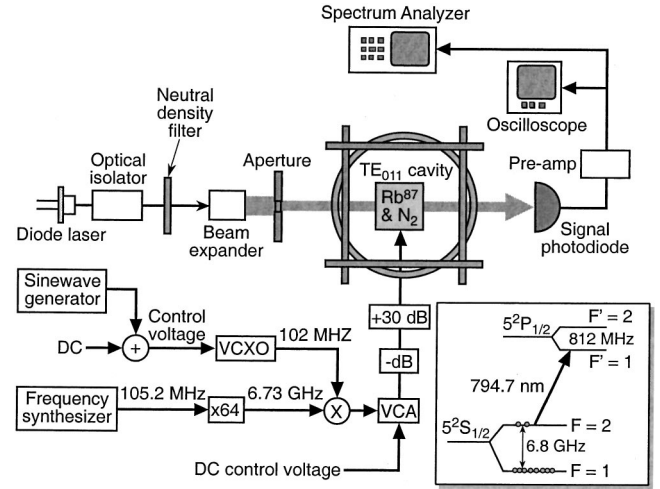 Spectrum Analyzer
Neutral
density
filter
Oscilloscope
Optical
isolator
Aperture
TE₀₁₁ cavity
Pre-amp
Rb⁸⁷
& N₂
Diode laser
Beam
expander
Signal
photodiode
Sinewave
generator
+30 dB
Control
voltage
102 MHZ
DC
+
VCXO
-dB
Frequency
synthesizer
105.2 MHz
x64
6.73 GHz
X
VCA
DC control voltage
F' = 2
5²P₁/₂
812 MHz
F' = 1
794.7 nm
5²S₁/₂
F = 2
6.8 GHz
F = 1